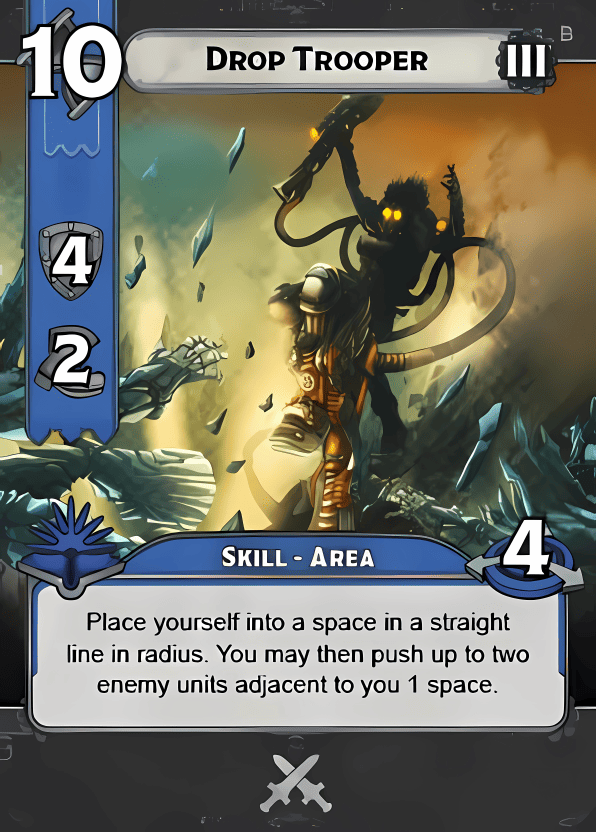 10
DROP TROOPER
III
B
4
2
SKILL - AREA
4
Place yourself into a space in a straight
line in radius. You may then push up to two
enemy units adjacent to you 1 space.